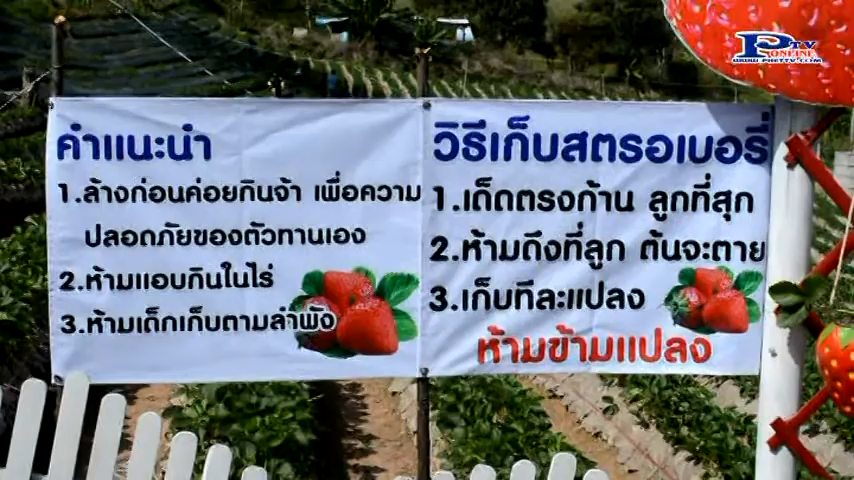 PTV
ONLINE
WWW.PHETTV.COM
คำแนะนำ
1.ล้างก่อนค่อยกินจ้า เพื่อความ
ปลอดภัยของตัวทานเอง
2.ห้ามแอบกินในไร่
3.ห้ามเด็กเก็บตามลำพัง
วิธีเก็บสตรอเบอรี่
1.เด็ดตรงก้าน ลูกที่สุก
2.ห้ามดึงที่ลูก ต้นจะตาย
3.เก็บทีละแปลง
ห้ามข้ามแปลง